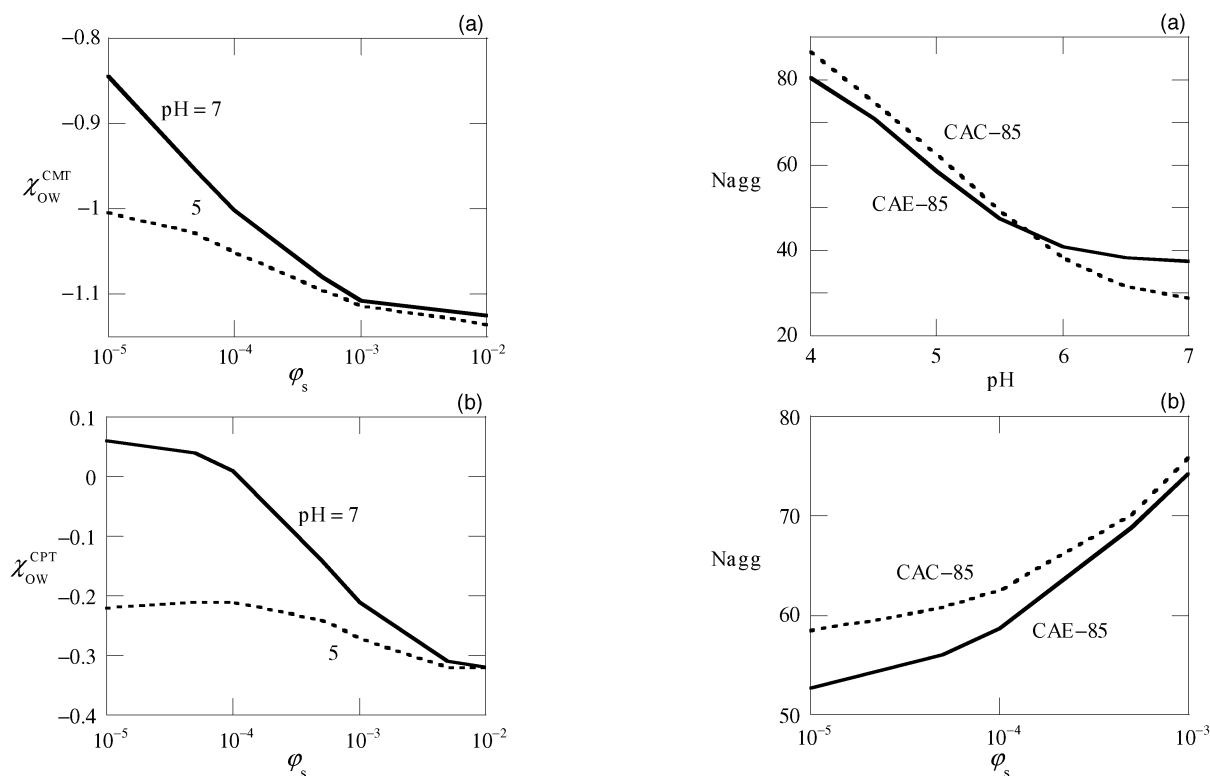 (a)
−0.8
−0.9
−1
−1.1
χ_OW^CMT
pH = 7
5
10⁻⁵
10⁻⁴
10⁻³
10⁻²
φ_s
(b)
0.1
0
−0.1
−0.2
−0.3
−0.4
χ_OW^CPT
pH = 7
5
10⁻⁵
10⁻⁴
10⁻³
10⁻²
φ_s
(a)
80
60
40
20
Nagg
CAC−85
CAE−85
4
5
6
7
pH
(b)
80
70
60
50
Nagg
CAC−85
CAE−85
10⁻⁵
10⁻⁴
10⁻³
φ_s